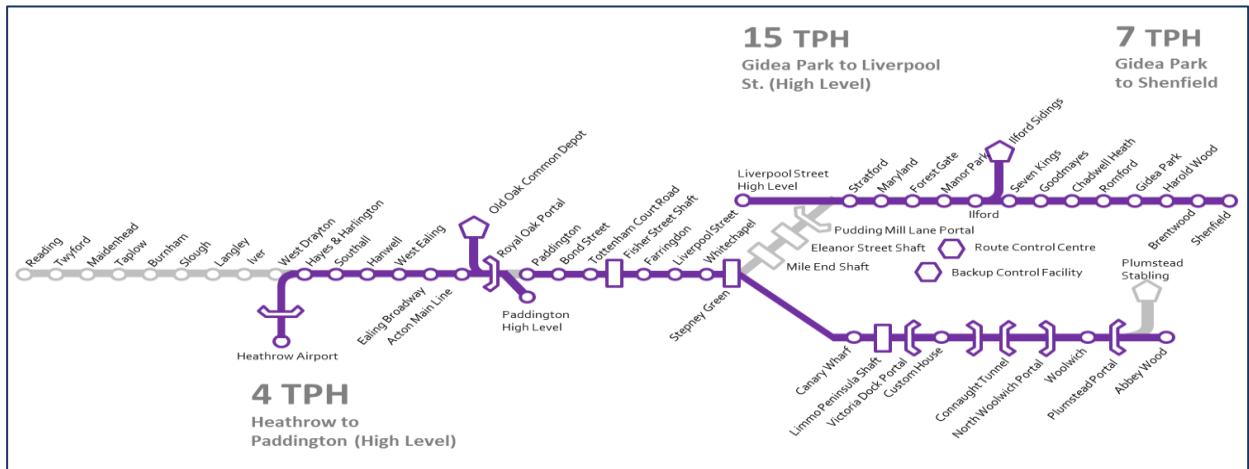 15 TPH
Gidea Park to Liverpool
St. (High Level)
7 TPH
Gidea Park
to Shenfield
Reading
Twyford
Maidenhead
Taplow
Burnham
Slough
Langley
Iver
West Drayton
Hayes & Harlington
Southall
Hanwell
West Ealing
Ealing Broadway
Acton Main Line
Old Oak Common Depot
Royal Oak Portal
Paddington
Bond Street
Tottenham Court Road
Fisher Street Shaft
Farringdon
Liverpool Street
Whitechapel
Stepney Green
Paddington
High Level
Heathrow Airport
4 TPH
Heathrow to
Paddington (High Level)
Liverpool Street
High Level
Stratford
Maryland
Forest Gate
Manor Park
Ilford
Ilford Sidings
Seven Kings
Goodmayes
Chadwell Heath
Romford
Gidea Park
Harold Wood
Brentwood
Shenfield
Pudding Mill Lane Portal
Eleanor Street Shaft
Mile End Shaft
Route Control Centre
Backup Control Facility
Plumstead
Stabling
Canary Wharf
Limmo Peninsula Shaft
Victoria Dock Portal
Custom House
Connaught Tunnel
North Woolwich Portal
Woolwich
Plumstead Portal
Abbey Wood